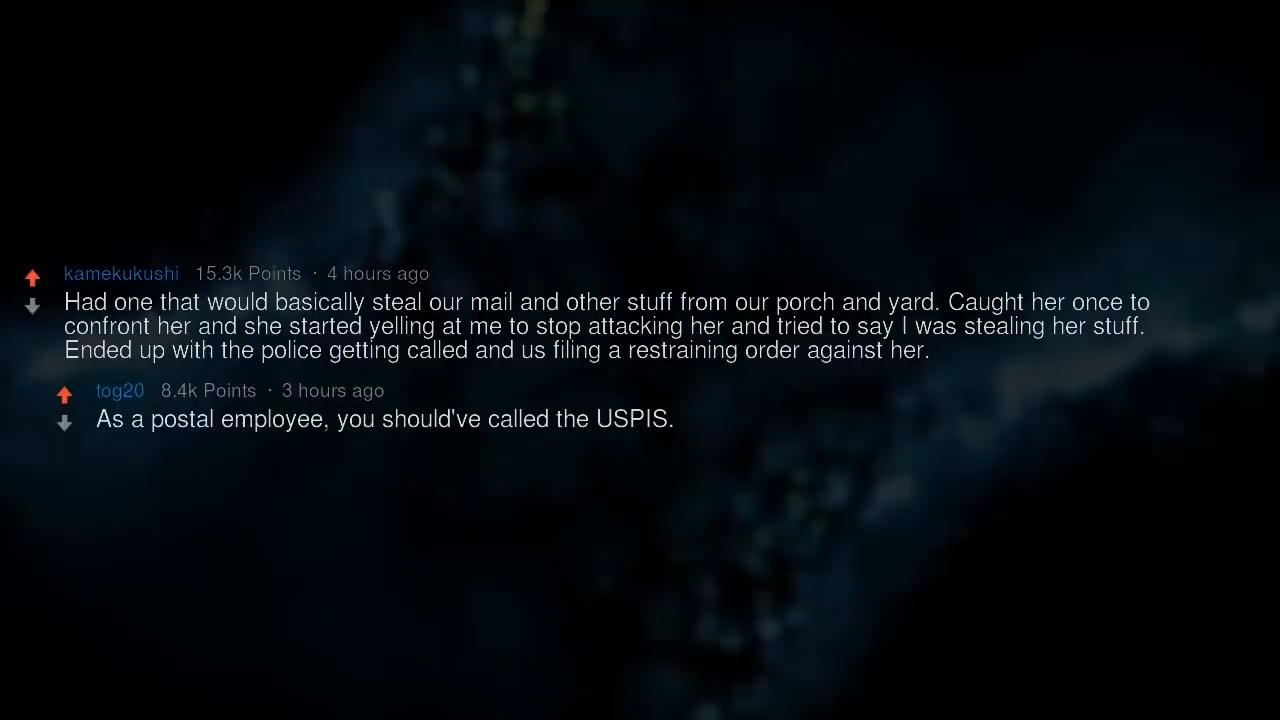 kamekukushi 15.3k Points · 4 hours ago
Had one that would basically steal our mail and other stuff from our porch and yard. Caught her once to
confront her and she started yelling at me to stop attacking her and tried to say I was stealing her stuff.
Ended up with the police getting called and us filing a restraining order against her.
tog20 8.4k Points · 3 hours ago
As a postal employee, you should've called the USPIS.